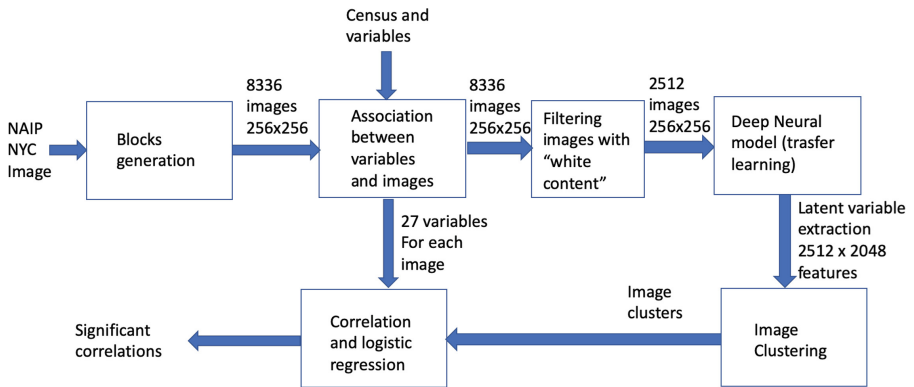 Census and
variables
NAIP
NYC
Image
Blocks
generation
8336
images
256x256
Association
between
variables
and images
8336
images
256x256
Filtering
images with
“white
content”
2512
images
256x256
Deep Neural
model (trasfer
learning)
27 variables
For each
image
Latent variable
extraction
2512 x 2048
features
Image
clusters
Image
Clustering
Correlation
and logistic
regression
Significant
correlations